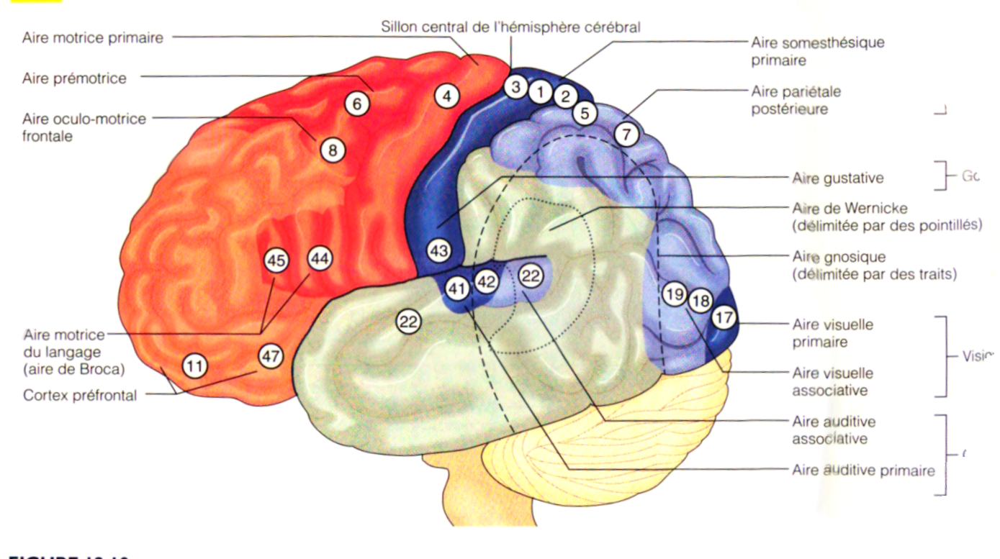 Sillon central de l'hémisphère cérébral
Aire motrice primaire
Aire prémotrice
Aire oculo-motrice
frontale
Aire motrice
du langage
(aire de Broca)
Cortex préfrontal
6
4
8
45
44
11
47
3
1
2
5
7
43
41
42
22
22
19
18
17
Aire somesthésique
primaire
Aire pariétale
postérieure
Aire gustative
Aire de Wernicke
(délimitée par des pointillés)
Aire gnosique
(délimitée par des traits)
Aire visuelle
primaire
Aire visuelle
associative
Aire auditive
associative
Aire auditive primaire